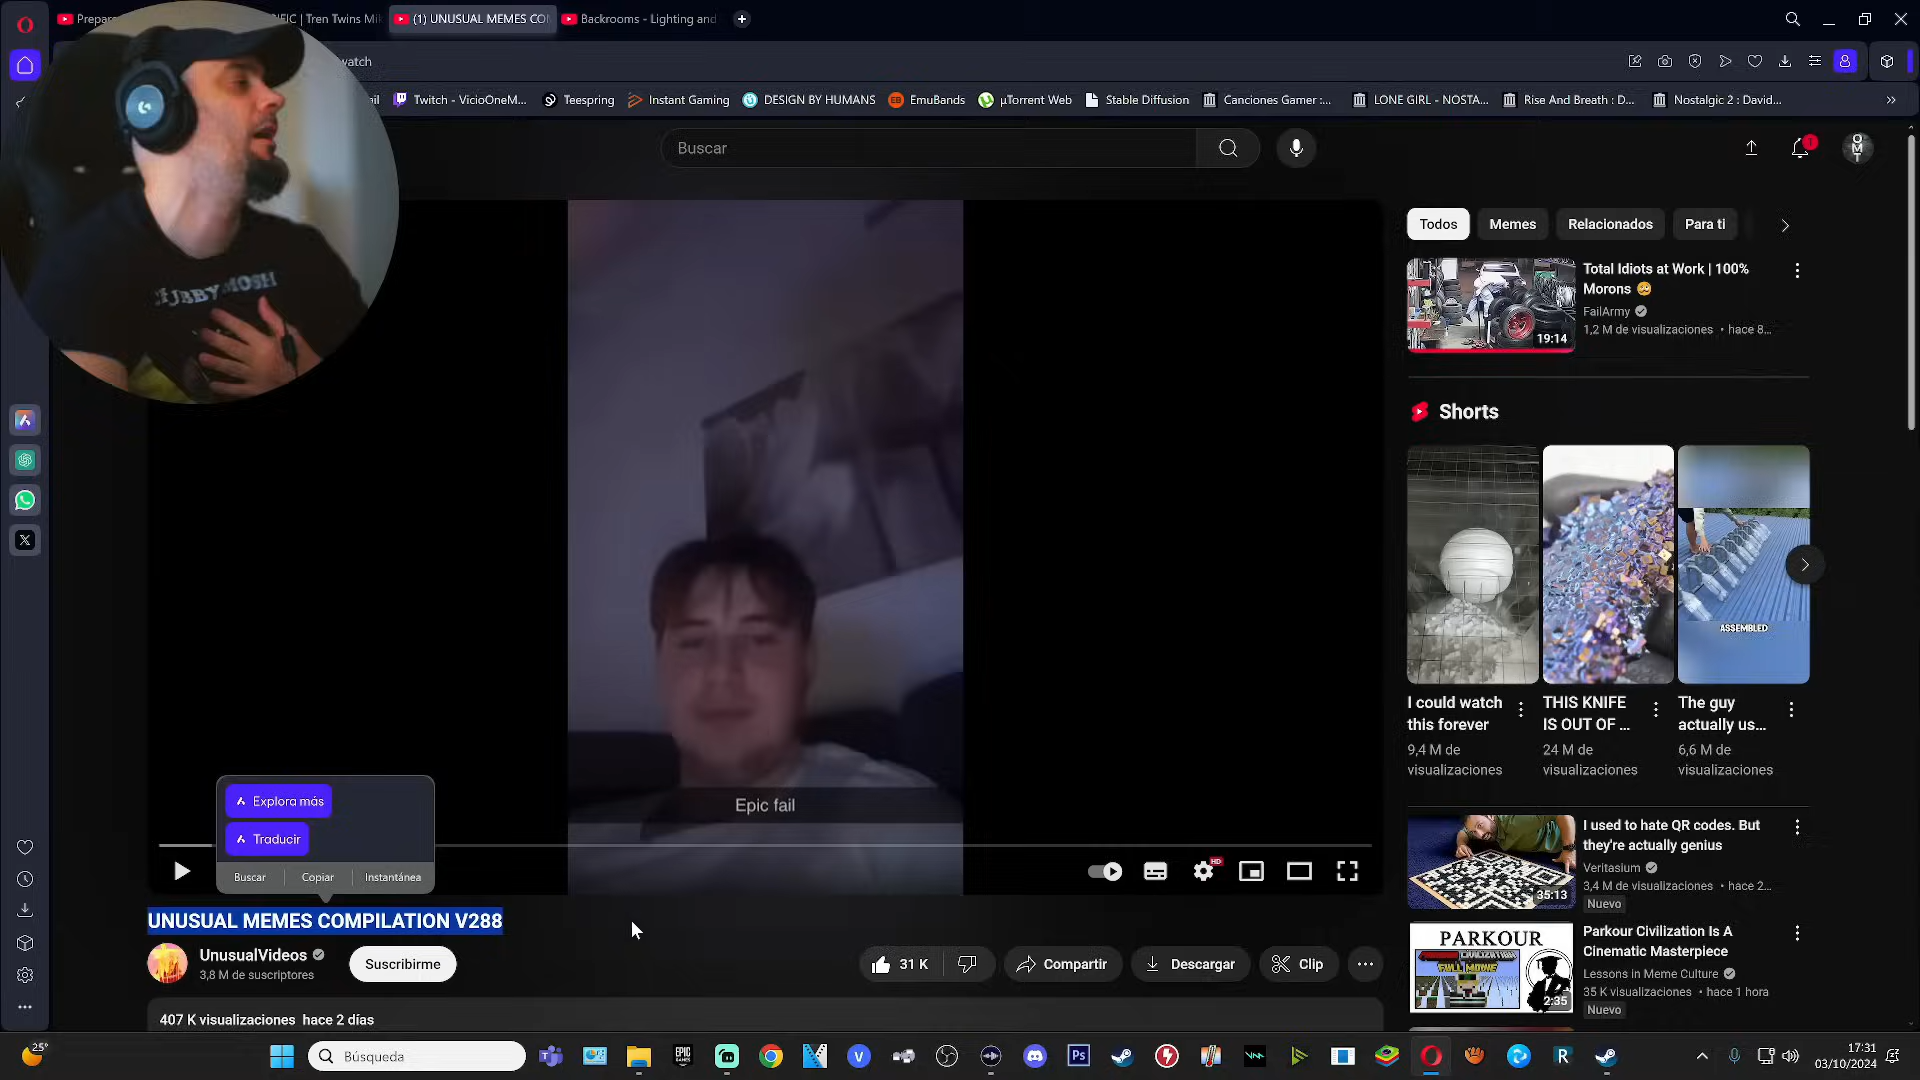 Prepar
NFIC | Tren Twins Mik
(1) UNUSUAL MEMES CO
Backrooms - Lighting and
watch
ail
Twitch - VicioOneM...
Teespring
Instant Gaming
DESIGN BY HUMANS
EmuBands
µTorrent Web
Stable Diffusion
Canciones Gamer :...
LONE GIRL - NOSTA...
Rise And Breath : D...
Nostalgic 2 : David...
Buscar
Todos
Memes
Relacionados
Para ti
Total Idiots at Work | 100%
Morons 🥴
FailArmy
1,2 M de visualizaciones • hace 8...
19:14
Shorts
ASSEMBLED
I could watch
this forever
9,4 M de
visualizaciones
THIS KNIFE
IS OUT OF ...
24 M de
visualizaciones
The guy
actually us...
6,6 M de
visualizaciones
Epic fail
Explora más
Traducir
Buscar
Copiar
Instantánea
HD
UNUSUAL MEMES COMPILATION V288
UnusualVideos
3,8 M de suscriptores
Suscribirme
31 K
Compartir
Descargar
Clip
407 K visualizaciones hace 2 días
I used to hate QR codes. But
they're actually genius
Veritasium
3,4 M de visualizaciones • hace 2...
Nuevo
35:13
PARKOUR
CIVILIZATION
FULL MOVIE
2:35
Parkour Civilization Is A
Cinematic Masterpiece
Lessons in Meme Culture
35 K visualizaciones • hace 1 hora
Nuevo
25°
Búsqueda
17:31
03/10/2024